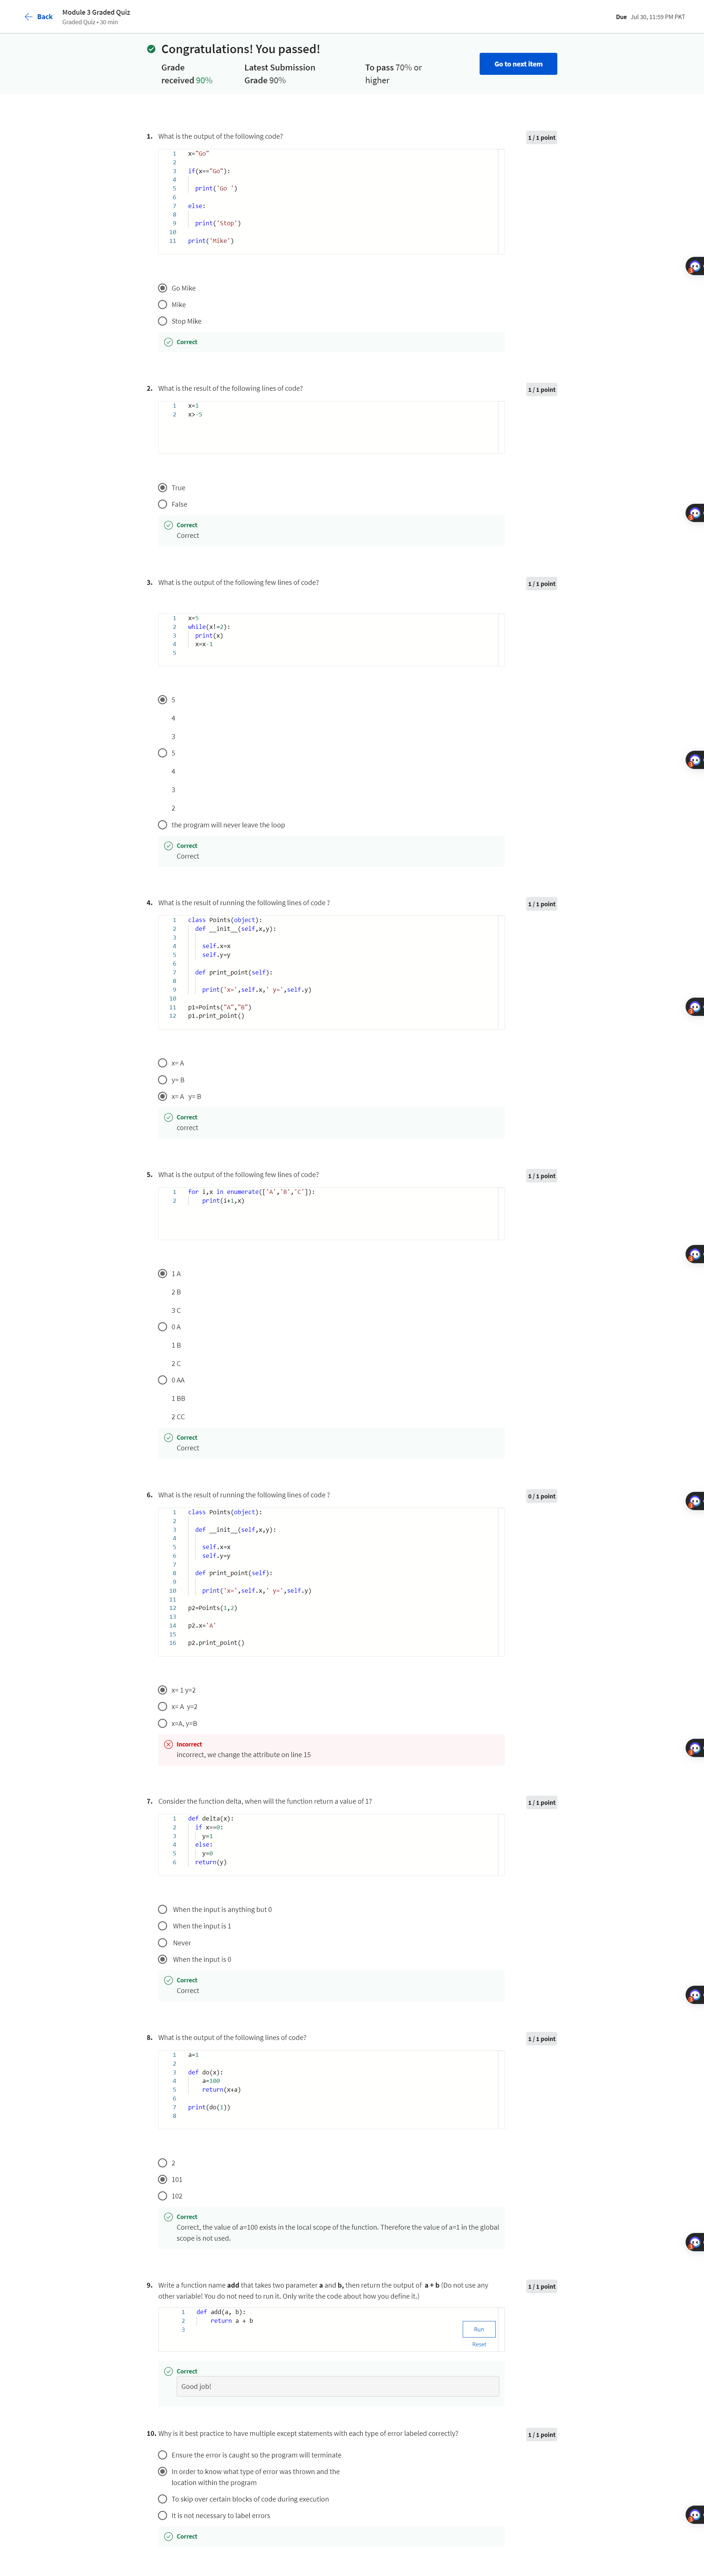 Back
Module 3 Graded Quiz
Graded Quiz • 30 min
Due Jul 30, 11:59 PM PKT
Congratulations! You passed!
Grade received 90%
Latest Submission Grade 90%
To pass 70% or higher
Go to next item
1. What is the output of the following code?
1 / 1 point
1 x="Go"
2
3 if(x=="Go"):
4
5 print('Go ')
6
7 else:
8
9 print('Stop')
10
11 print('Mike')
Go Mike
Mike
Stop Mike
Correct
2. What is the result of the following lines of code?
1 / 1 point
1 x=1
2 x>-5
True
False
Correct
Correct
3. What is the output of the following few lines of code?
1 / 1 point
1 x=5
2 while(x!=2):
3 print(x)
4 x=x-1
5
5
4
3
5
4
3
2
the program will never leave the loop
Correct
Correct
4. What is the result of running the following lines of code ?
1 / 1 point
1 class Points(object):
2 def __init__(self,x,y):
3
4 self.x=x
5 self.y=y
6
7 def print_point(self):
8
9 print('x=',self.x,' y=',self.y)
10
11 p1=Points("A","B")
12 p1.print_point()
x= A
y= B
x= A y= B
Correct
correct
5. What is the output of the following few lines of code?
1 / 1 point
1 for i,x in enumerate(['A','B','C']):
2 print(i+1,x)
1 A
2 B
3 C
0 A
1 B
2 C
0 AA
1 BB
2 CC
Correct
Correct
6. What is the result of running the following lines of code ?
0 / 1 point
1 class Points(object):
2
3 def __init__(self,x,y):
4
5 self.x=x
6 self.y=y
7
8 def print_point(self):
9
10 print('x=',self.x,' y=',self.y)
11
12 p2=Points(1,2)
13
14 p2.x='A'
15
16 p2.print_point()
x= 1 y=2
x= A y=2
x=A, y=B
Incorrect
incorrect, we change the attribute on line 15
7. Consider the function delta, when will the function return a value of 1?
1 / 1 point
1 def delta(x):
2 if x==0:
3 y=1
4 else:
5 y=0
6 return(y)
When the input is anything but 0
When the input is 1
Never
When the input is 0
Correct
Correct
8. What is the output of the following lines of code?
1 / 1 point
1 a=1
2
3 def do(x):
4 a=100
5 return(x+a)
6
7 print(do(1))
8
2
101
102
Correct
Correct, the value of a=100 exists in the local scope of the function. Therefore the value of a=1 in the global
scope is not used.
9. Write a function name add that takes two parameter a and b, then return the output of a + b (Do not use any
other variable! You do not need to run it. Only write the code about how you define it.)
1 / 1 point
1 def add(a, b):
2 return a + b
3
Run
Reset
Correct
Good job!
10. Why is it best practice to have multiple except statements with each type of error labeled correctly?
1 / 1 point
Ensure the error is caught so the program will terminate
In order to know what type of error was thrown and the
location within the program
To skip over certain blocks of code during execution
It is not necessary to label errors
Correct